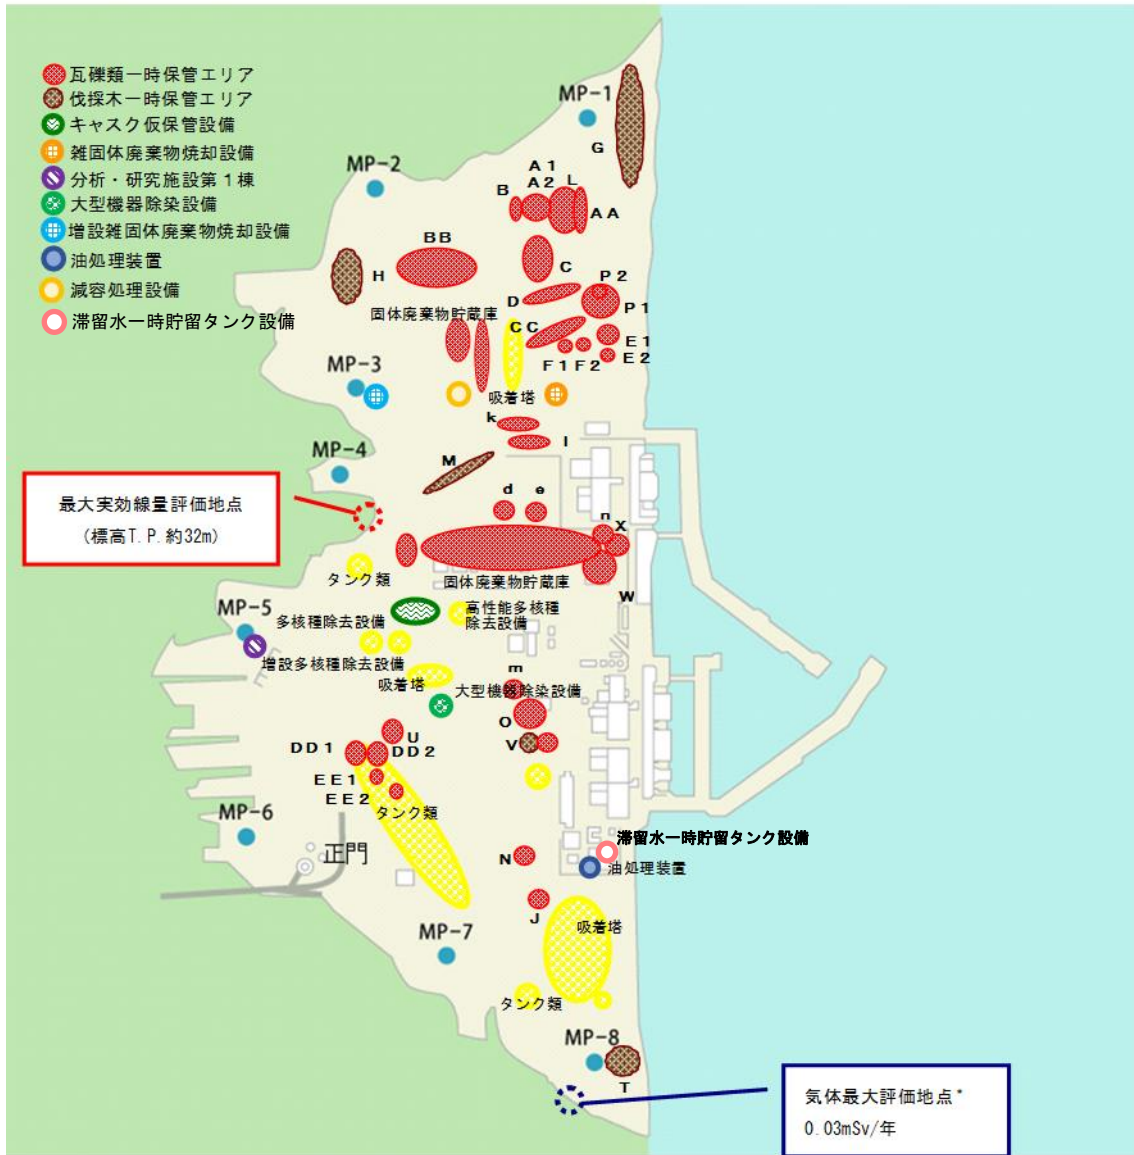 瓦礫類一時保管エリア
伐採木一時保管エリア
キャスク仮保管設備
雑固体廃棄物焼却設備
分析・研究施設第1棟
大型機器除染設備
増設雑固体廃棄物焼却設備
油処理装置
減容処理設備
滞留水一時貯留タンク設備
MP-1
G
MP-2
A1
A2
L
B
AA
BB
H
C
P2
D
P1
固体廃棄物貯蔵庫
CC
E1
E2
F1
F2
MP-3
吸着塔
k
l
MP-4
M
最大実効線量評価地点
(標高T.P.約32m)
d
e
n
X
タンク類
固体廃棄物貯蔵庫
W
MP-5
多核種除去設備
高性能多核種
除去設備
増設多核種除去設備
吸着塔
m
大型機器除染設備
O
U
V
DD1
DD2
EE1
EE2
タンク類
MP-6
正門
滞留水一時貯留タンク設備
N
油処理装置
J
吸着塔
MP-7
タンク類
MP-8
T
気体最大評価地点*
0.03mSv/年